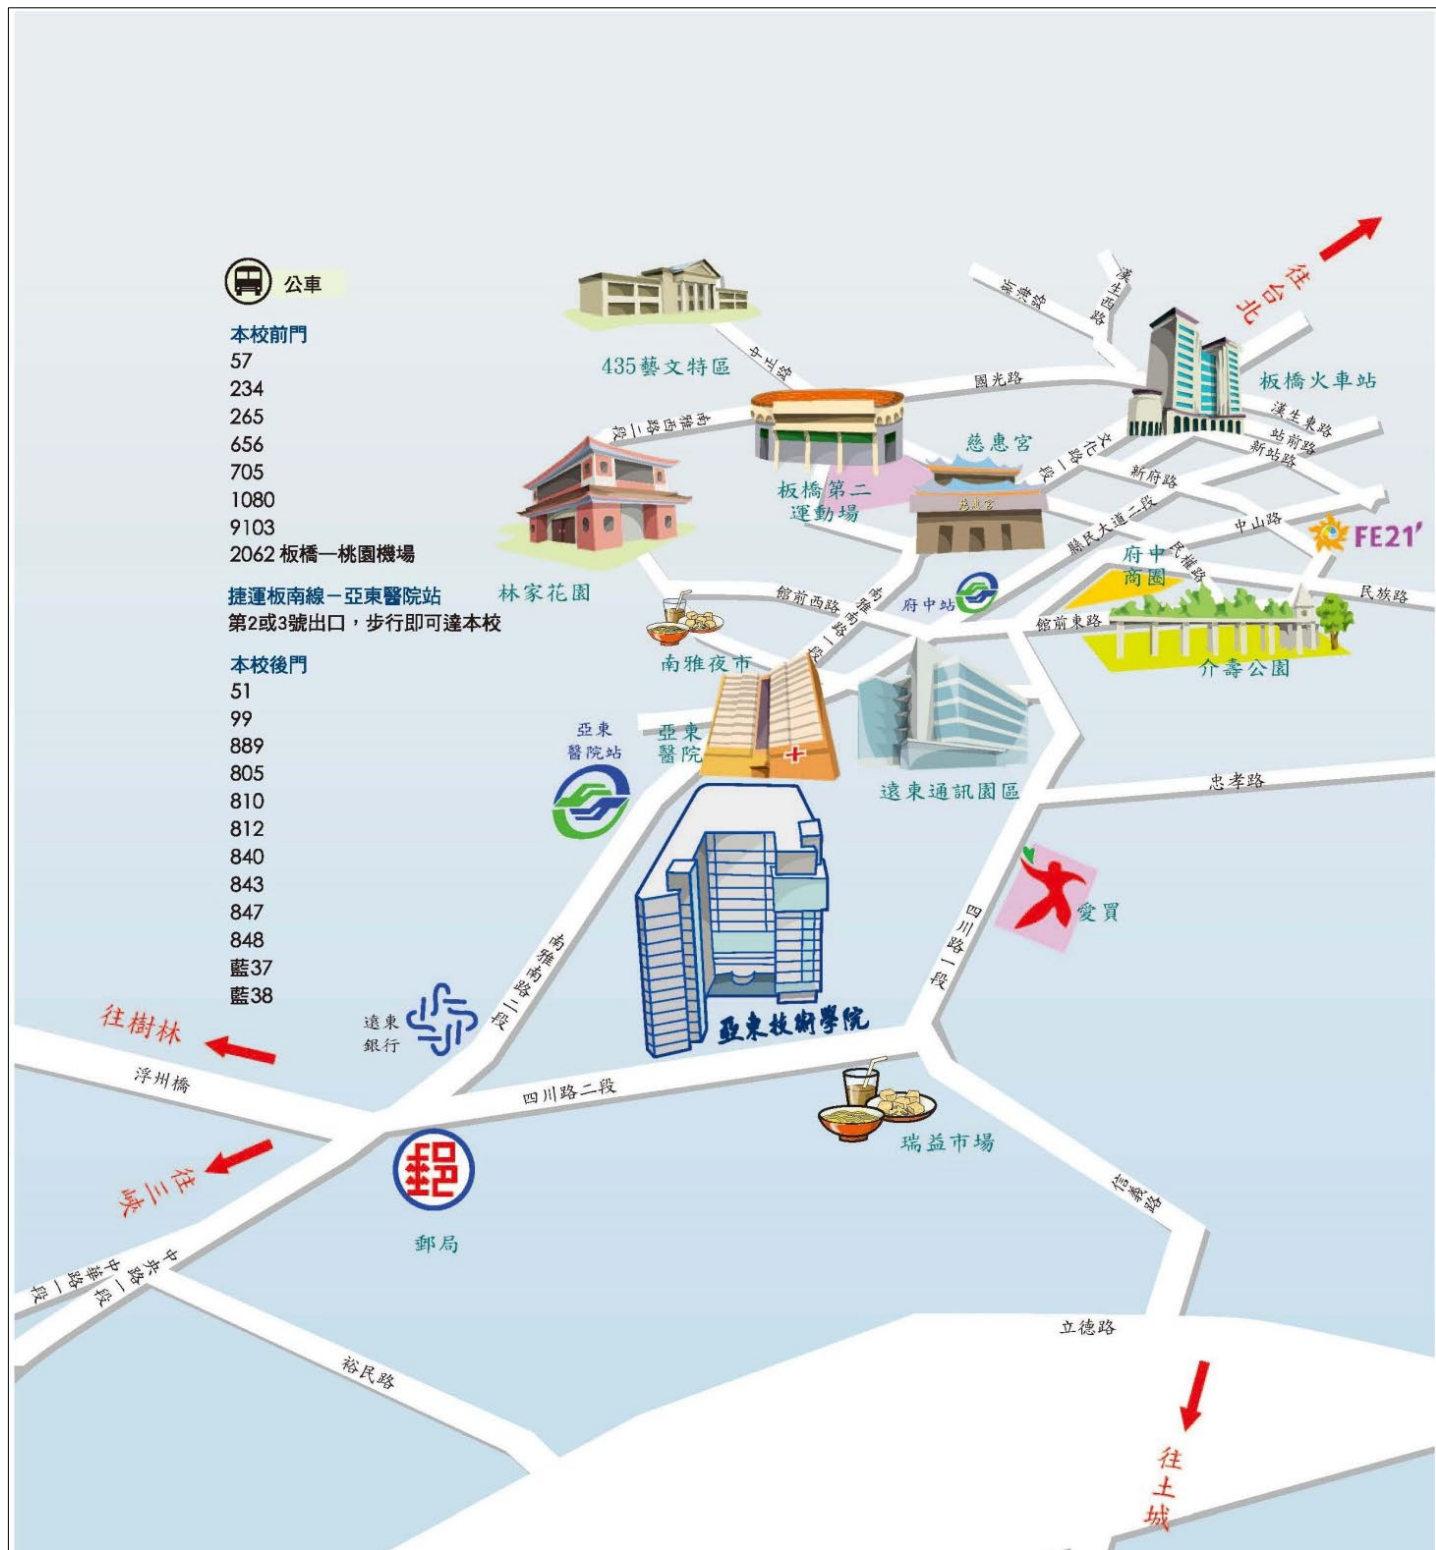 公車
本校前門
57
234
265
656
705
1080
9103
2062 板橋—桃園機場
捷運板南線－亞東醫院站
第2或3號出口，步行即可達本校
本校後門
51
99
889
805
810
812
840
843
847
848
藍37
藍38
往台北
漢生西路
435藝文特區
中正路
國光路
板橋火車站
漢生東路
站前路
新站路
南雅西路二段
慈惠宮
文化路一段
新府路
板橋第二
運動場
慈惠宮
縣民大道二段
中山路
FE21'
民權路
府中
商圈
林家花園
館前西路
南雅南路一段
府中站
館前東路
民族路
南雅夜市
介壽公園
亞東
醫院站
亞東
醫院
遠東通訊園區
忠孝路
愛買
四川路一段
南雅南路二段
遠東
銀行
亞東技術學院
往樹林
浮州橋
四川路二段
瑞益市場
往三峽
郵
郵局
信義路
中央路一段
中華路一段
立德路
裕民路
往土城